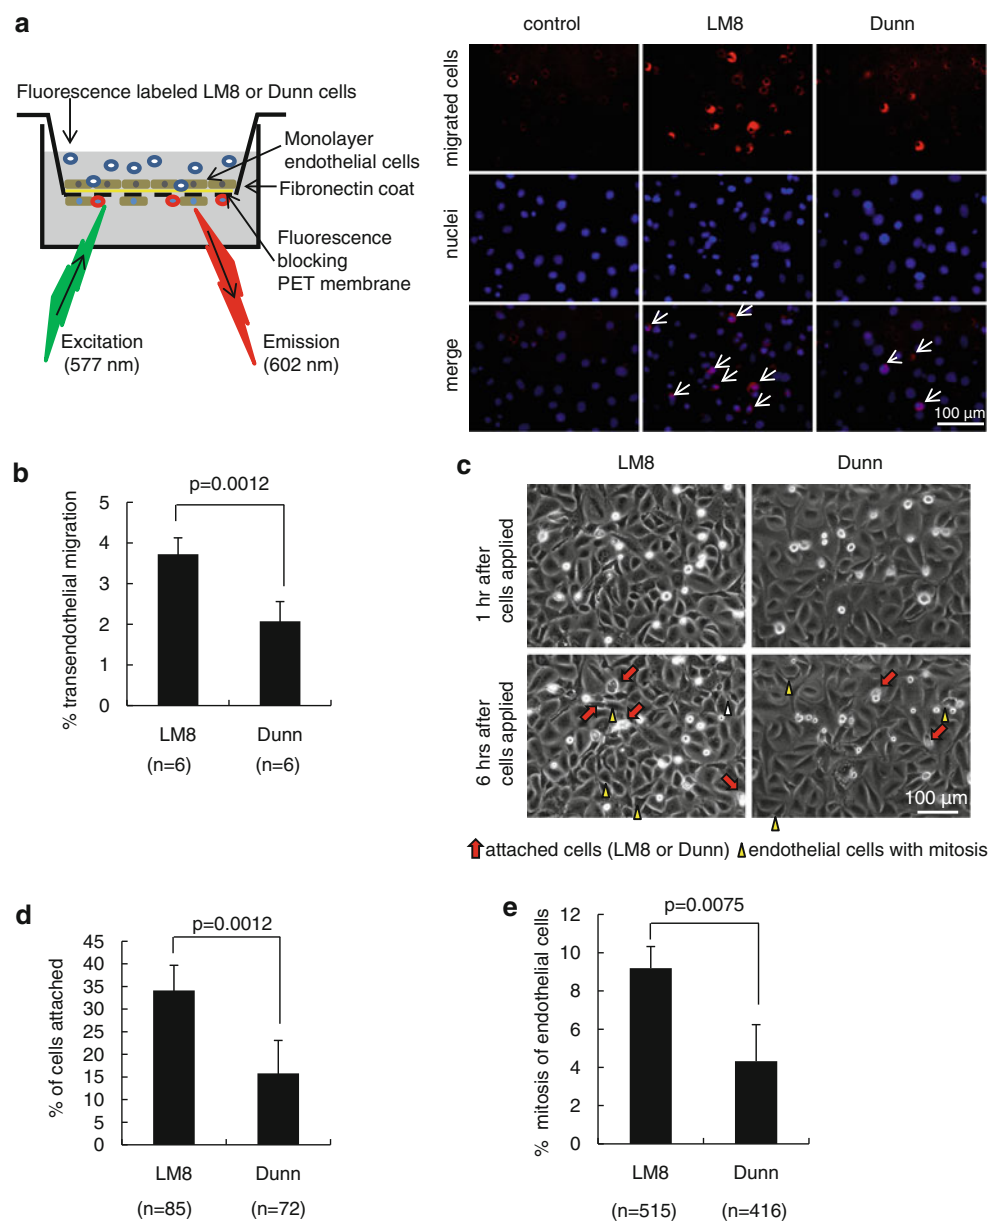 a
control LM8 Dunn
Fluorescence labeled LM8 or Dunn cells
Monolayer
endothelial cells
Fibronectin coat
Fluorescence
blocking
PET membrane
Excitation
(577 nm)
Emission
(602 nm)
migrated cells
nuclei
merge
100 µm
b
p=0.0012
% transendothelial migration
5
4
3
2
1
0
LM8 Dunn
(n=6) (n=6)
c
LM8 Dunn
1 hr after
cells applied
6 hrs after
cells applied
100 µm
attached cells (LM8 or Dunn) endothelial cells with mitosis
d
p=0.0012
% of cells attached
45
40
35
30
25
20
15
10
5
0
LM8 Dunn
(n=85) (n=72)
e
p=0.0075
% mitosis of endothelial cells
12
10
8
6
4
2
0
LM8 Dunn
(n=515) (n=416)